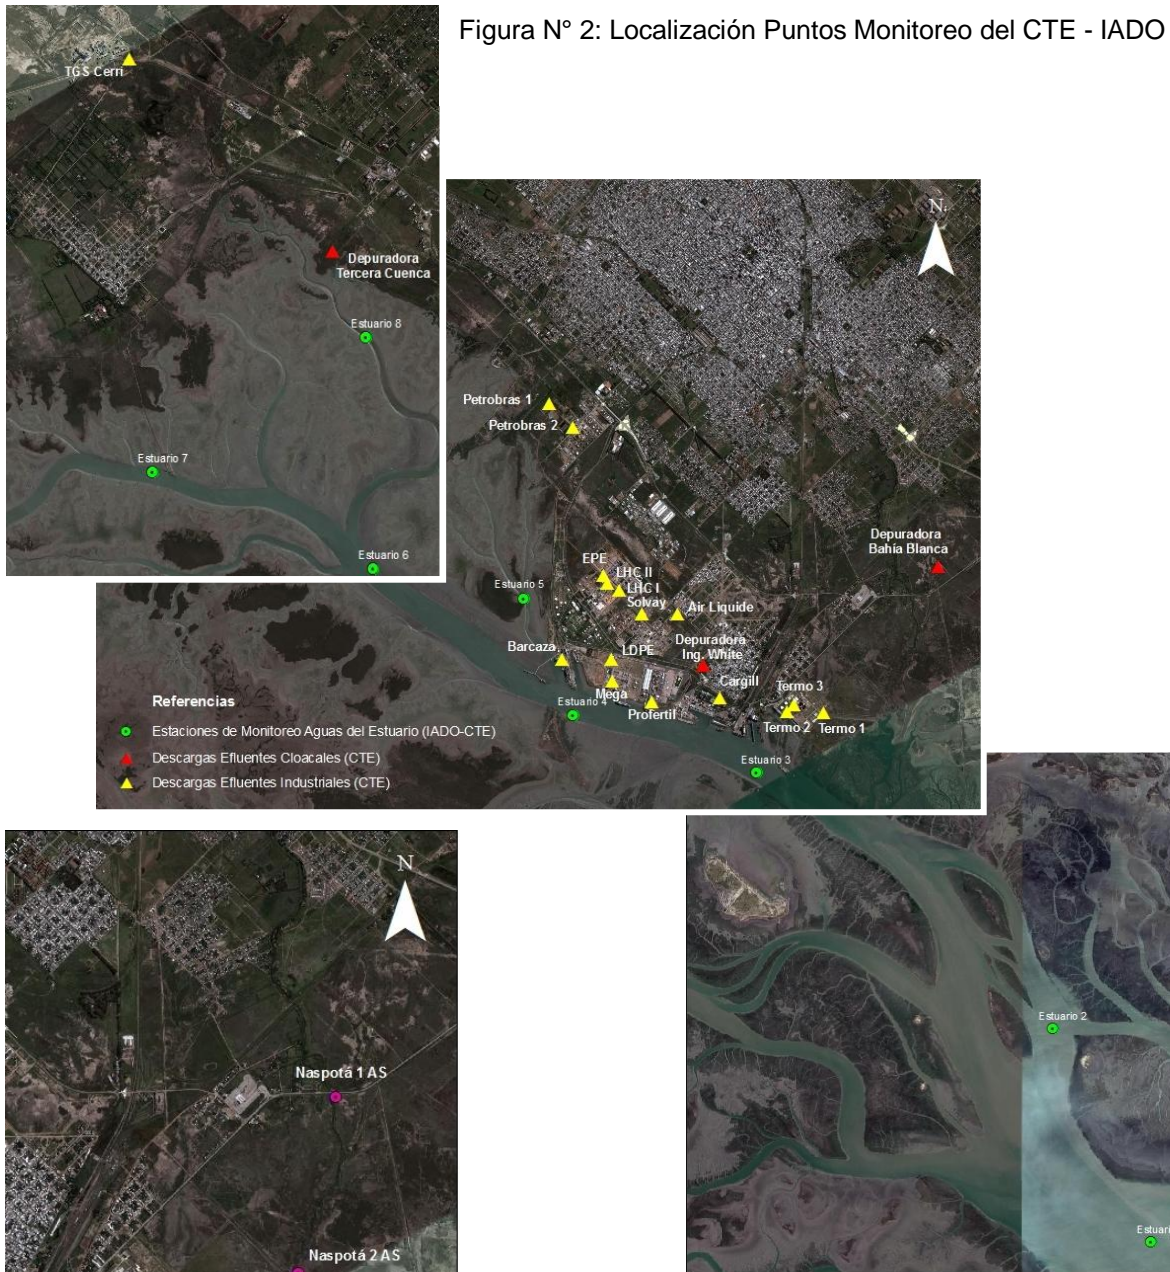 Figura N° 2: Localización Puntos Monitoreo del CTE - IADO
TGS Cerri
Depuradora
Tercera Cuenca
Estuario 8
Estuario 7
Estuario 6
N
Petrobras 1
Petrobras 2
Depuradora
Bahía Blanca
EPE
LHC II
LHC I
Solvay
Air Liquide
Estuario 5
Barcaza
LDPE
Depuradora
Ing. White
Mega
Cargill
Profertil
Termo 3
Termo 2
Termo 1
Estuario 4
Estuario 3
Referencias
Estaciones de Monitoreo Aguas del Estuario (IADO-CTE)
Descargas Efluentes Cloacales (CTE)
Descargas Efluentes Industriales (CTE)
N
Naspotá 1 AS
Naspotá 2 AS
Estuario 2
Estuari